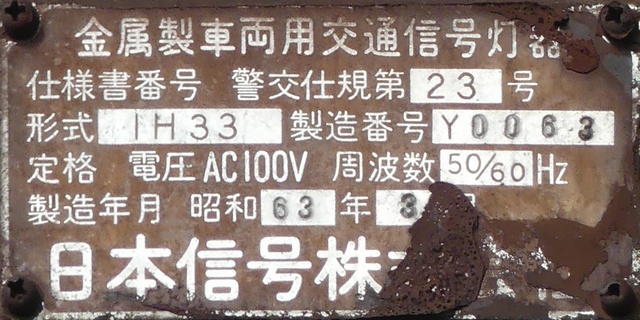 金属製車両用交通信号灯器
仕様書番号 警交仕規第 23 号
形式 1H33 製造番号 Y0063
定格 電圧 AC100V 周波数 50/60 Hz
製造年月 昭和 63 年 3
日本信号株